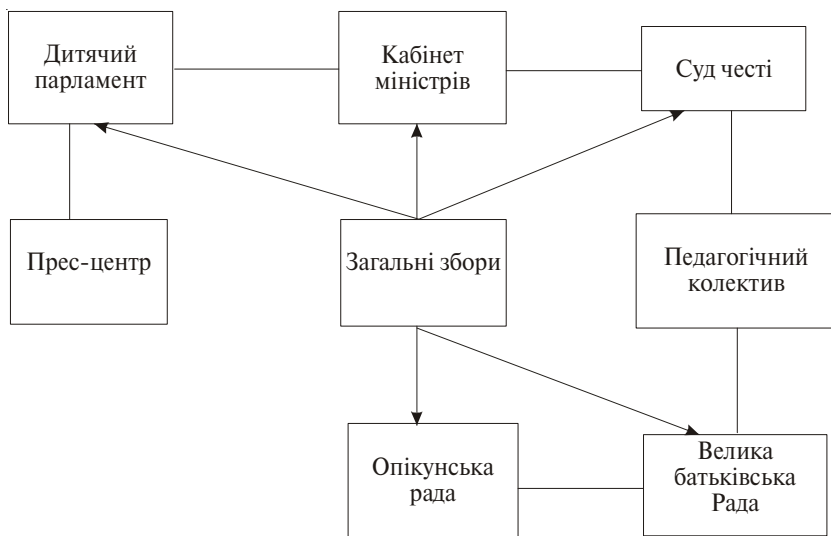 Дитячий
парламент
Кабінет
міністрів
Суд честі
Прес-центр
Загальні збори
Педагогічний
колектив
Опікунська
рада
Велика
батьківська
Рада